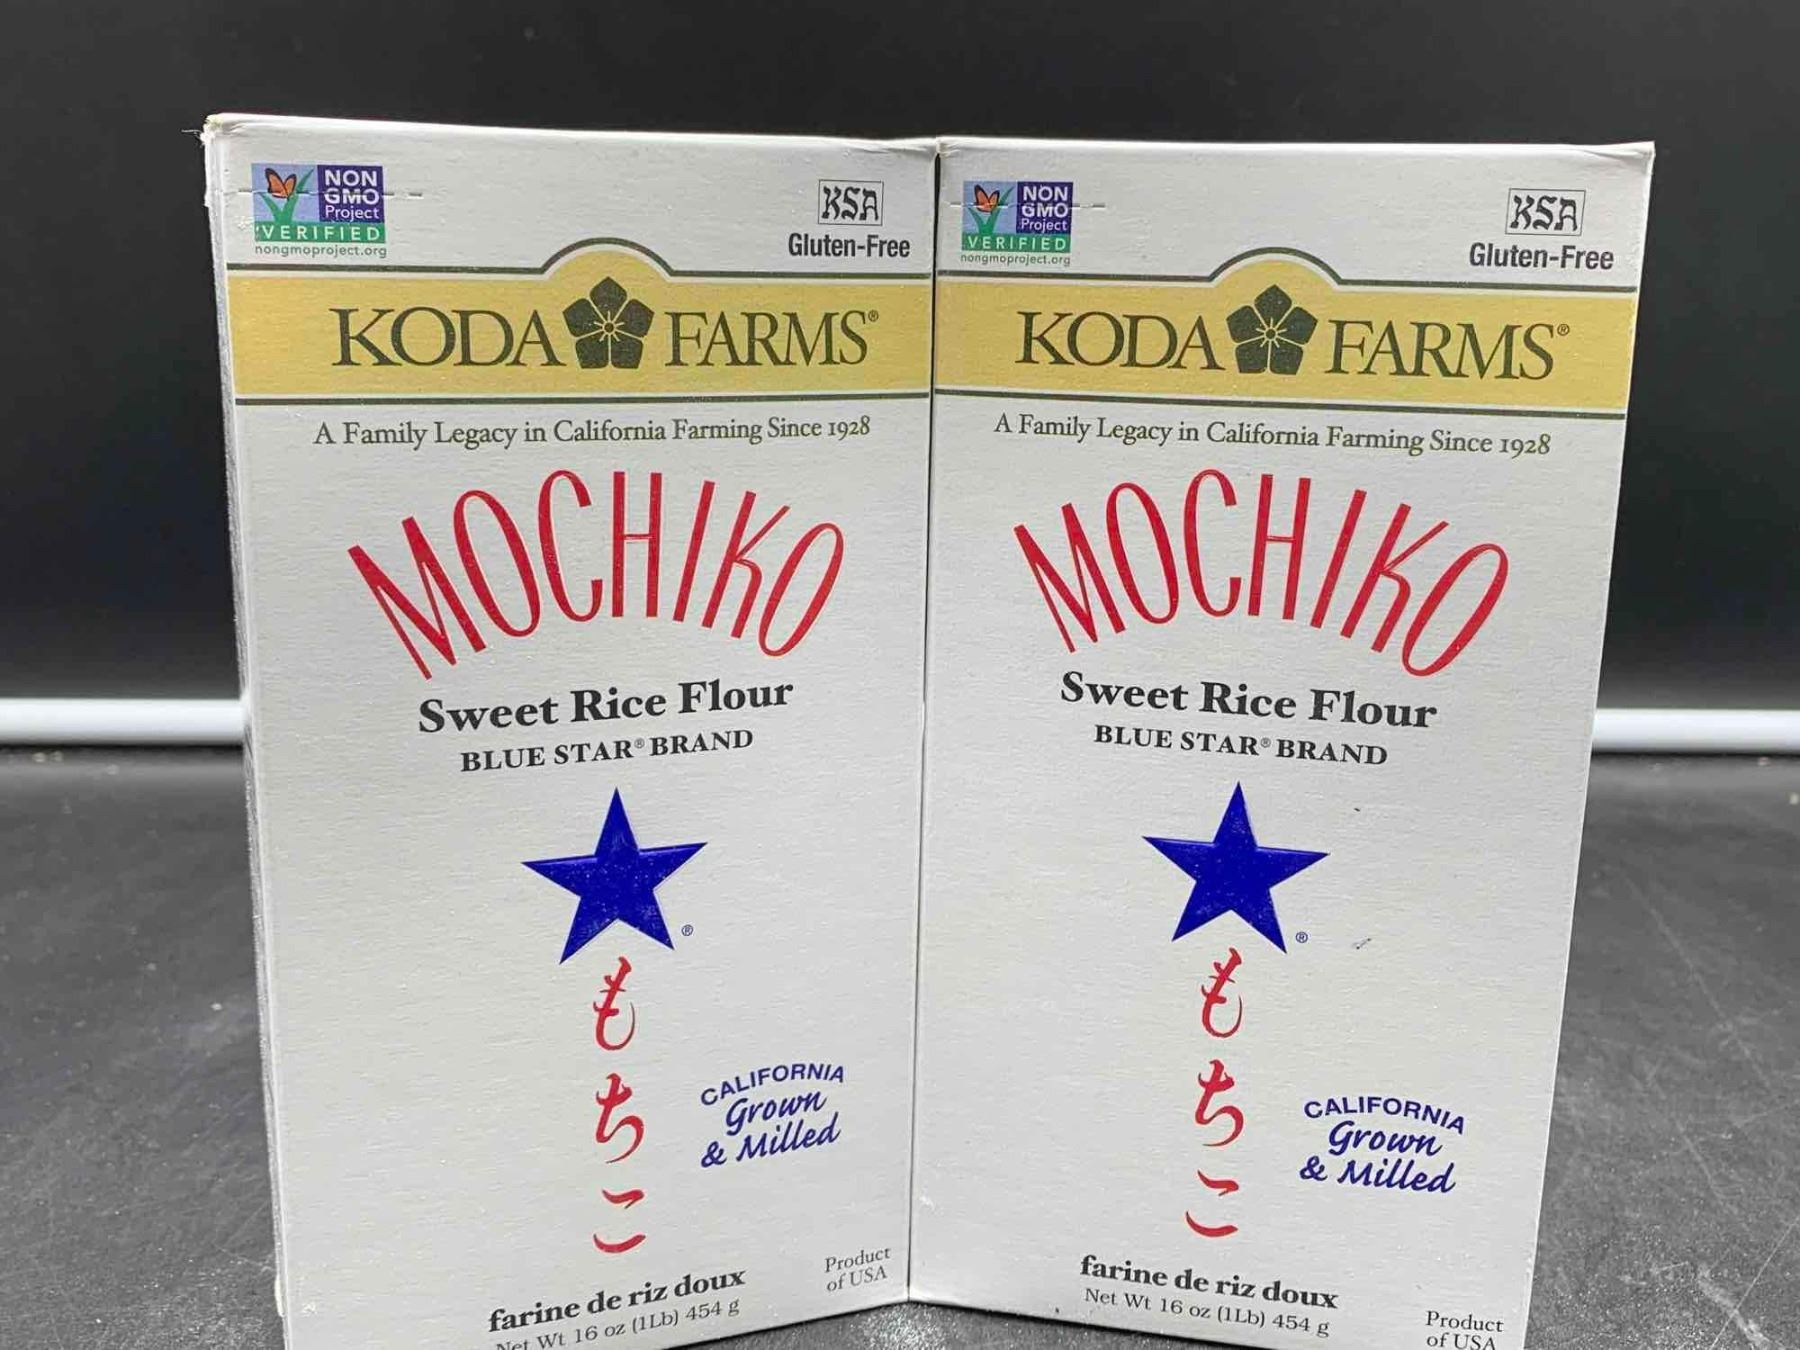 NON
GMO
Project
VERIFIED
nongmoproject.org
KSA
Gluten-Free
KODA FARMS®
A Family Legacy in California Farming Since 1928
MOCHIKO
Sweet Rice Flour
BLUE STAR® BRAND
®
もちこ
CALIFORNIA
Grown
& Milled
Product
of USA
farine de riz doux
Net Wt 16 oz (1Lb) 454 g
NON
GMO
Project
VERIFIED
nongmoproject.org
KSA
Gluten-Free
KODA FARMS®
A Family Legacy in California Farming Since 1928
MOCHIKO
Sweet Rice Flour
BLUE STAR® BRAND
®
もちこ
CALIFORNIA
Grown
& Milled
farine de riz doux
Net Wt 16 oz (1Lb) 454 g
Product
of USA